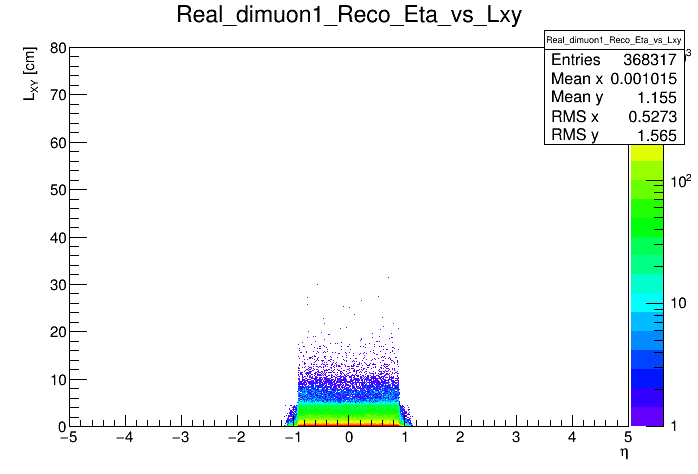 Real_dimuon1_Reco_Eta_vs_Lxy
Real_dimuon1_Reco_Eta_vs_Lxy
Entries 368317
Mean x 0.001015
Mean y 1.155
RMS x 0.5273
RMS y 1.565
L_XY [cm]
80
70
60
50
40
30
20
10
0
−5 −4 −3 −2 −1 0 1 2 3 4 5
η
3
10²
10
1